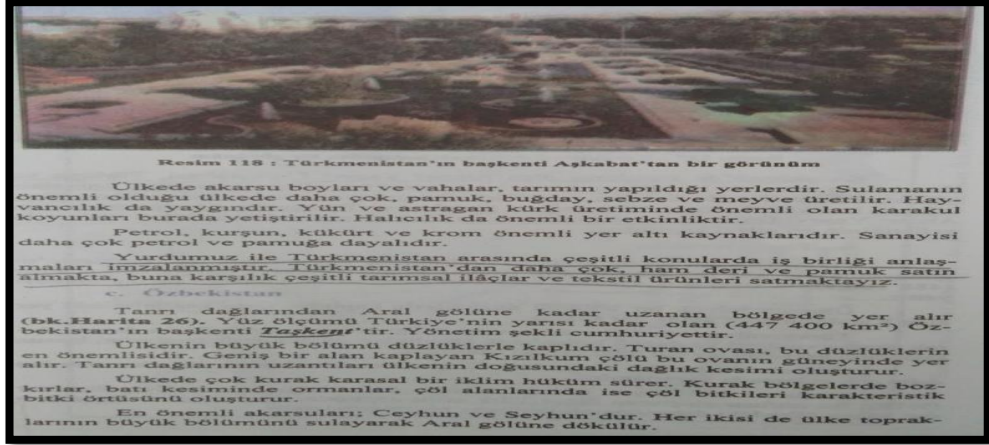 Resim 118 : Türkmenistan'ın başkenti Aşkabat'tan bir görünüm
Ülkede akarsu boyları ve vahalar, tarımın yapıldığı yerlerdir. Sulamanın
önemli olduğu ülkede daha çok, pamuk, buğday, sebze ve meyve üretilir. Hay-
vancılık da yaygındır. Yün ve astragan kürk üretiminde önemli olan karakul
koyunları burada yetiştirilir. Halıcılık da önemli bir etkinliktir.
Petrol, kurşun, kükürt ve krom önemli yer altı kaynaklarıdır. Sanayisi
daha çok petrol ve pamuğa dayalıdır.
Yurdumuz ile Türkmenistan arasında çeşitli konularda iş birliği anlaş-
maları imzalanmıştır. Türkmenistan'dan daha çok, ham deri ve pamuk satın
almakta, buna karşılık çeşitli tarımsal ilâçlar ve tekstil ürünleri satmaktayız.
c. Özbekistan
Tanrı dağlarından Aral gölüne kadar uzanan bölgede yer alır
(bk.Harita 26). Yüz ölçümü Türkiye'nin yarısı kadar olan (447 400 km²) Öz-
bekistan'ın başkenti Taşkent'tir. Yönetim şekli cumhuriyettir.
Ülkenin büyük bölümü düzlüklerle kaplıdır. Turan ovası, bu düzlüklerin
en önemlisidir. Geniş bir alan kaplayan Kızılkum çölü bu ovanın güneyinde yer
alır. Tanrı dağlarının uzantıları ülkenin doğusundaki dağlık kesimi oluşturur.
Ülkede çok kurak karasal bir iklim hüküm sürer. Kurak bölgelerde boz-
kırlar, batı kesiminde ormanlar, çöl alanlarında ise çöl bitkileri karakteristik
bitki örtüsünü oluşturur.
En önemli akarsuları; Ceyhun ve Seyhun'dur. Her ikisi de ülke toprak-
larının büyük bölümünü sulayarak Aral gölüne dökülür.